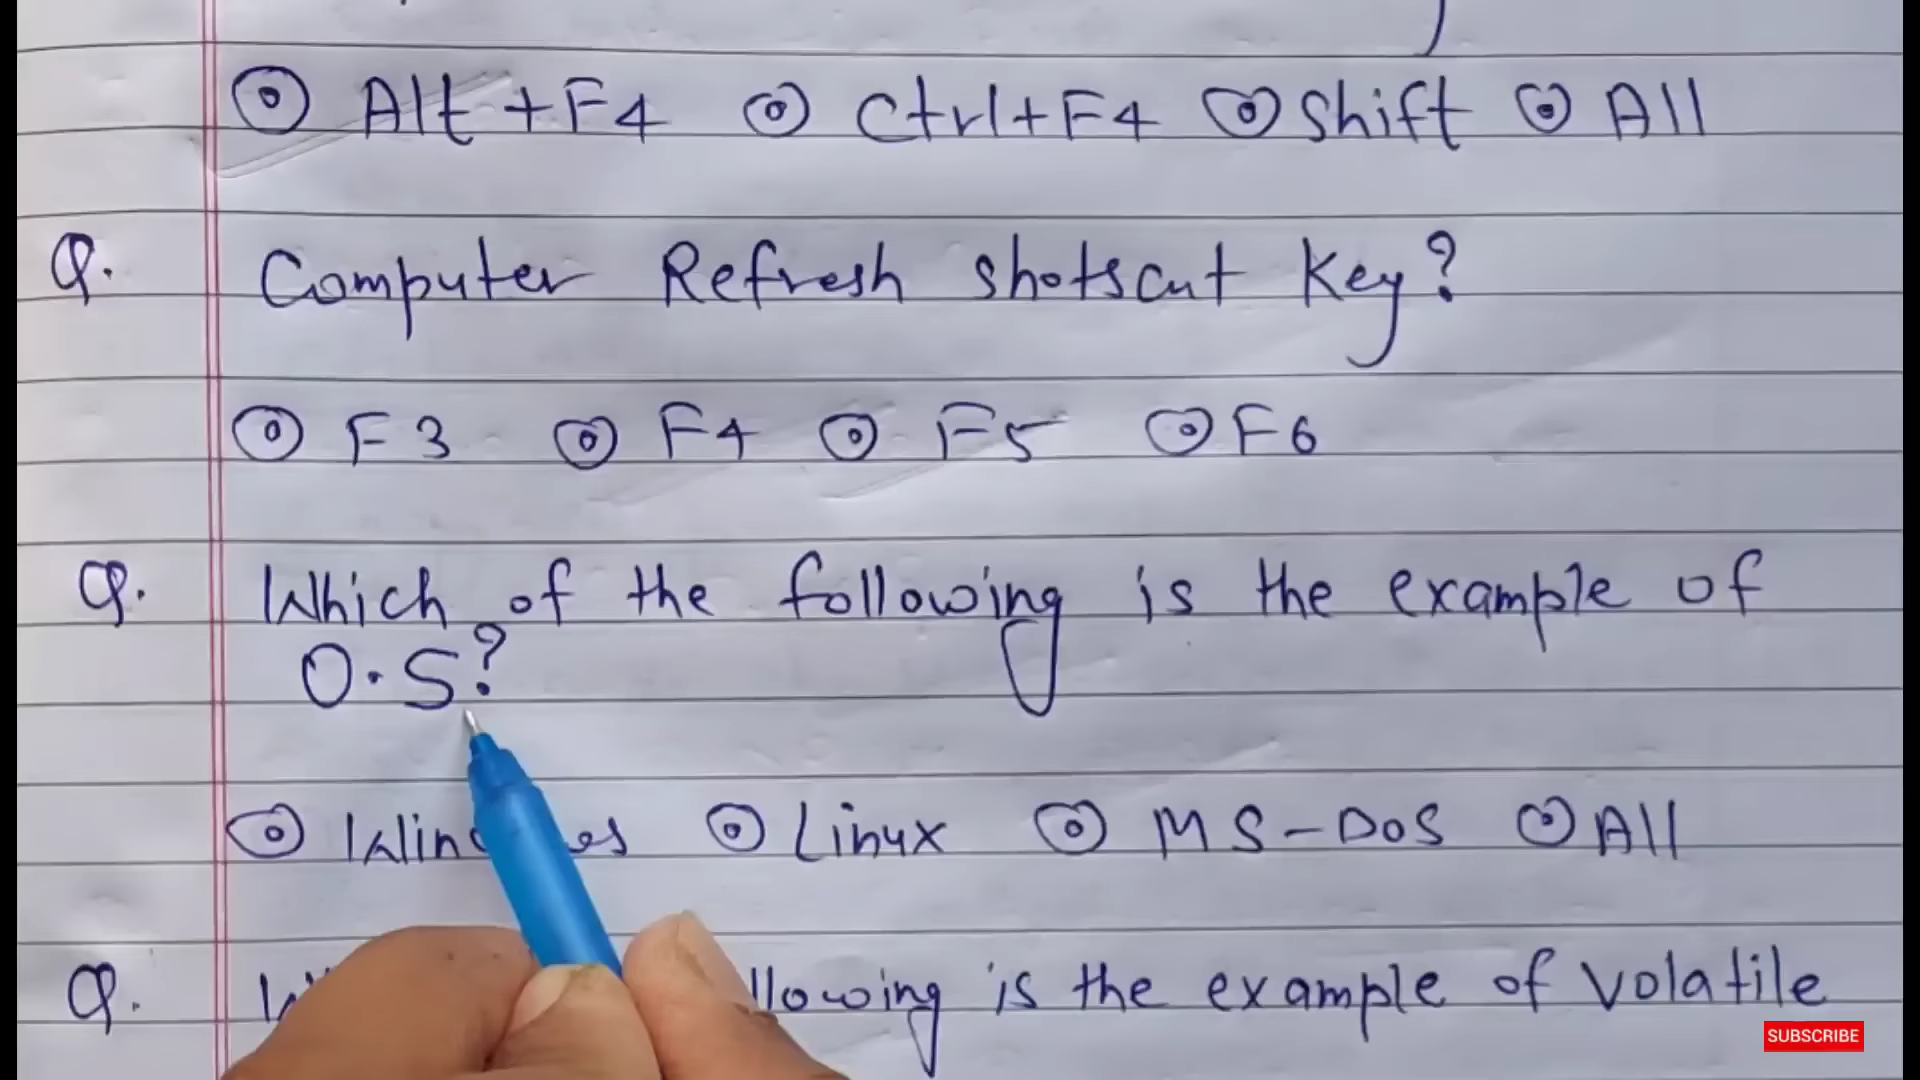 ⊙ Alt+F4 ⊙ Ctrl+F4 ⊙ Shift ⊙ All
Q. Computer Refresh shotscut Key?
⊙ F3 ⊙ F4 ⊙ F5 ⊙ F6
Q. Which of the following is the example of
O.S?
⊙ ⊙ Linux ⊙ MS-DOS ⊙ All
Q. is the example of volatile
SUBSCRIBE